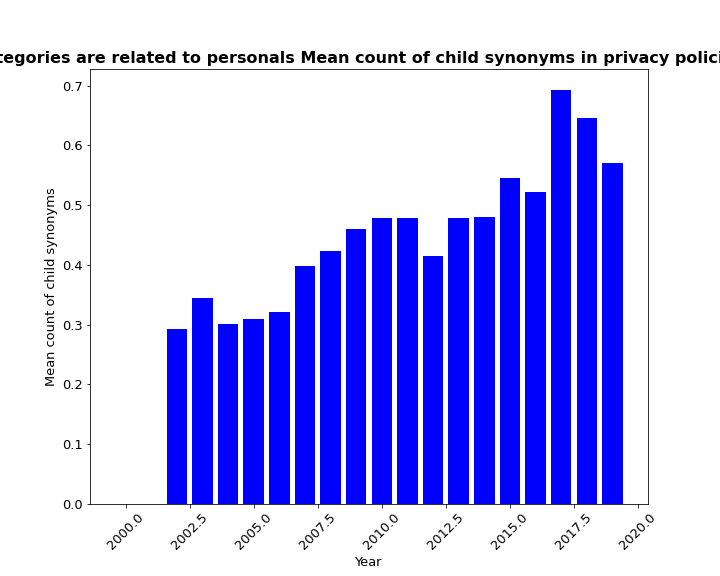 tegories are related to personals Mean count of child synonyms in privacy polici
0.7
0.6
0.5
0.4
0.3
0.2
0.1
0.0
Mean count of child synonyms
2000.0 2002.5 2005.0 2007.5 2010.0 2012.5 2015.0 2017.5 2020.0
Year